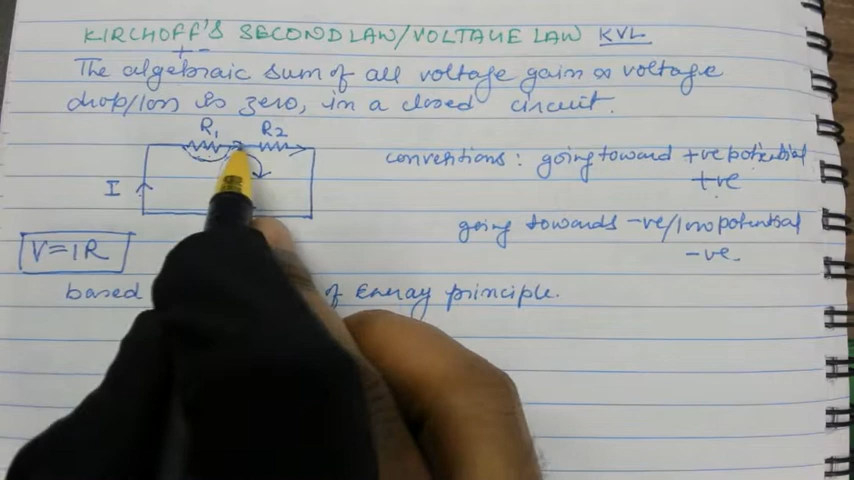 KIRCHOFF'S SECOND LAW/VOLTAGE LAW KVL
+ -
The algebraic sum of all voltage gain or voltage
drop/loss is zero, in a closed circuit.
R1 R2
I
V=IR
conventions: going toward +ve potential
+ve
going towards -ve/low potential
-ve.
based of Energy principle.